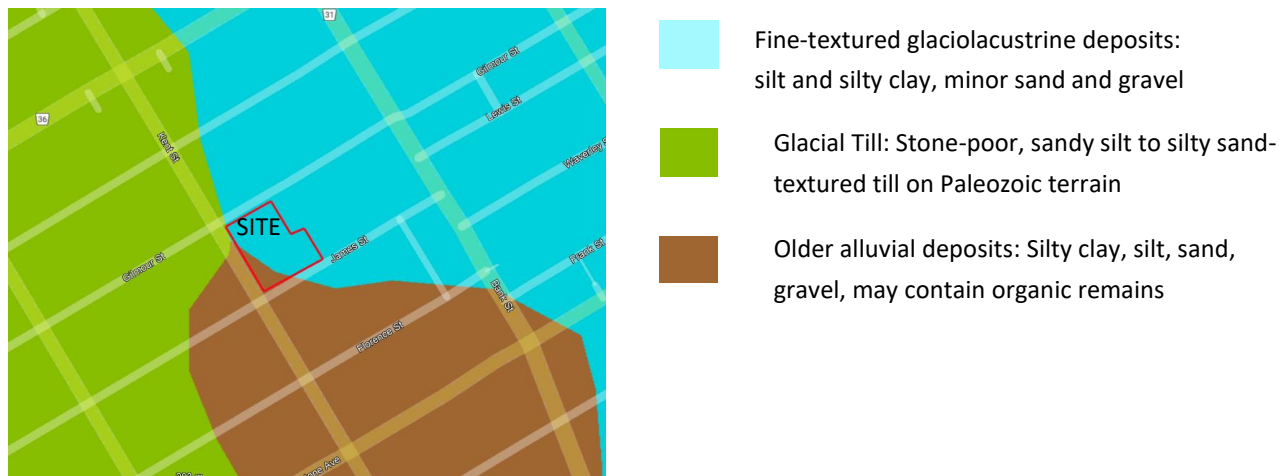 31
Gilmour St
Lewis St
Waverley S
36
Kent St
SITE
James St
Gilmour St
Frank St
Bank St
Florence St
Fine-textured glaciolacustrine deposits:
silt and silty clay, minor sand and gravel
Glacial Till: Stone-poor, sandy silt to silty sand-
textured till on Paleozoic terrain
Older alluvial deposits: Silty clay, silt, sand,
gravel, may contain organic remains